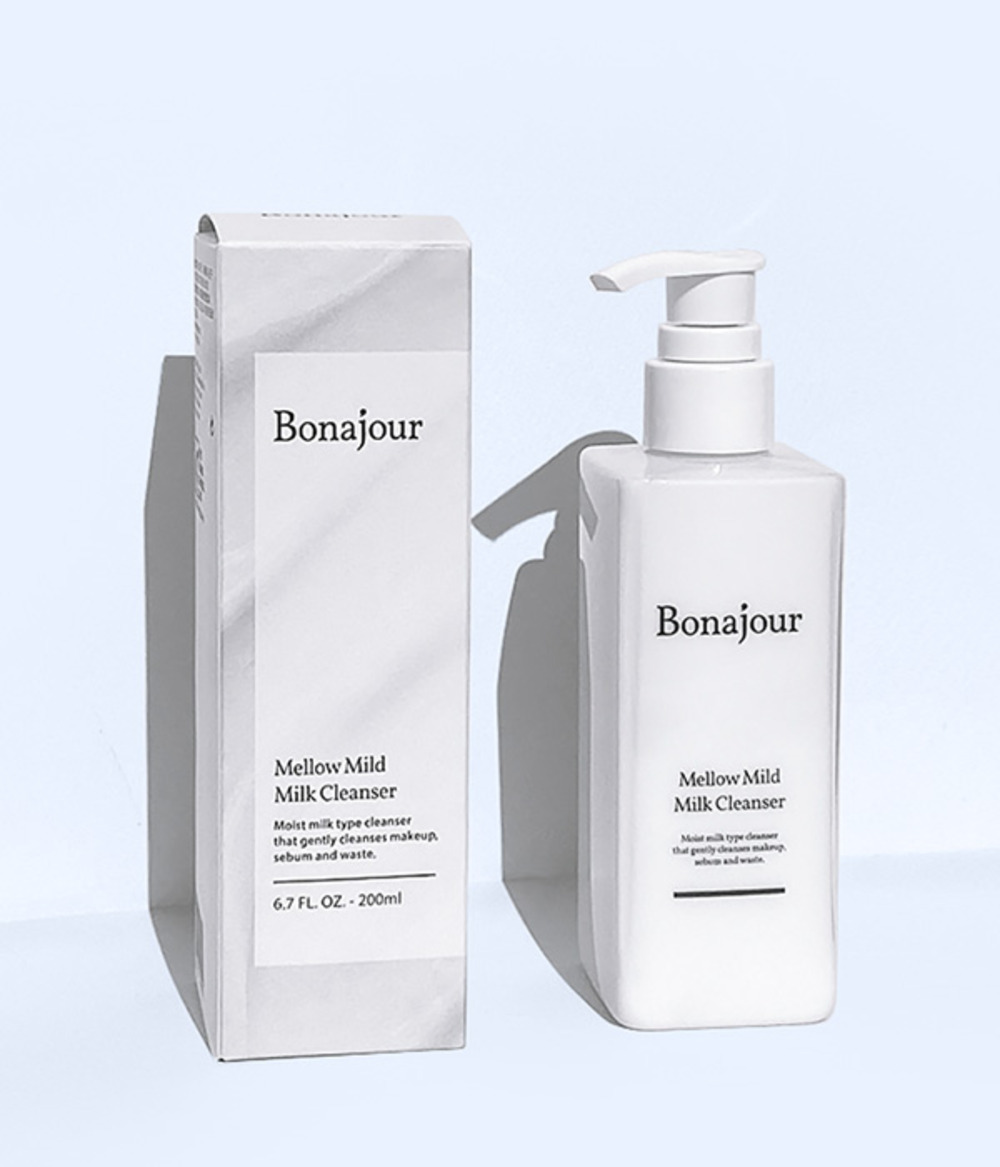 Bonajour
Bonajour
Mellow Mild
Milk Cleanser
Moist milk type cleanser
that gently cleanses makeup,
sebum and waste.
6.7 FL. OZ. - 200ml
Bonajour
Mellow Mild
Milk Cleanser
Moist milk type cleanser
that gently cleanses makeup,
sebum and waste.